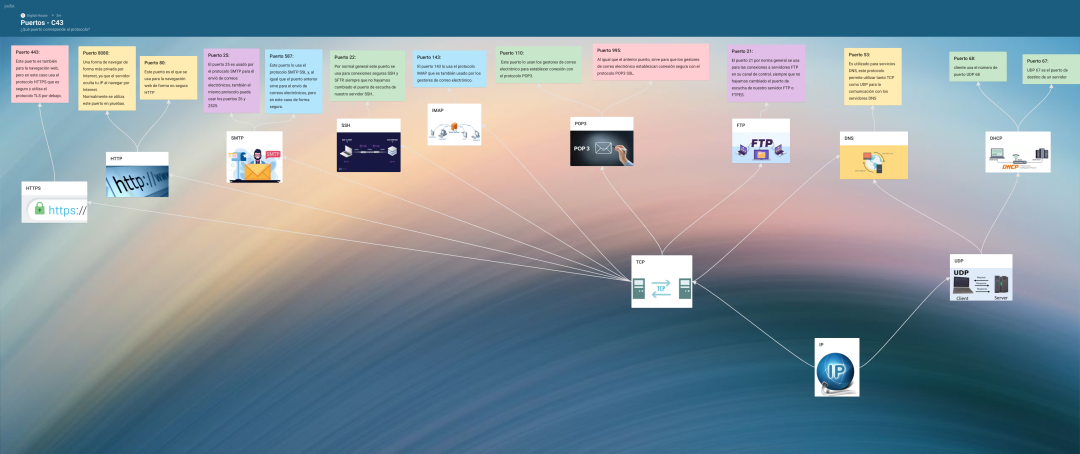 padlet
Digital House
Puertos - C43
¿Qué puerto corresponde al protocolo?
Puerto 443:
Este puerto es también
para la navegación web,
pero en este caso usa el
protocolo HTTPS que es
seguro y utiliza el
protocolo TLS por debajo.
Puerto 8080:
Una forma de navegar de
forma más privada por
internet, ya que el servidor
oculta tu IP al navegar por
internet
Normalmente se utiliza
este puerto en pruebas.
Puerto 80:
Este puerto es el que se
usa para la navegación
web de forma no segura
HTTP
Puerto 25:
El puerto 25 es usado por
el protocolo SMTP para el
envío de correos
electrónicos, también el
mismo protocolo puede
usar los puertos 26 y
2525.
Puerto 587:
Este puerto lo usa el
protocolo SMTP SSL y, al
igual que el puerto anterior
sirve para el envío de
correos electrónicos, pero
en este caso de forma
segura.
Puerto 22:
Por normal general este puerto se
usa para conexiones seguras SSH y
SFTP, siempre que no hayamos
cambiado el puerto de escucha de
nuestro servidor SSH.
Puerto 143:
El puerto 143 lo usa el protocolo
IMAP que es también usado por los
gestores de correo electrónico.
Puerto 110:
Este puerto lo usan los gestores de correo
electrónico para establecer conexión con el
protocolo POP3.
Puerto 995:
Al igual que el anterior puerto, sirve para que los gestores
de correo electrónico establezcan conexión segura con el
protocolo POP3 SSL.
Puerto 21:
El puerto 21 por norma general se usa
para las conexiones a servidores FTP
en su canal de control, siempre que no
hayamos cambiado el puerto de
escucha de nuestro servidor FTP o
FTPES.
Puerto 53:
Es utilizado para servicios
DNS, este protocolo
permite utilizar tanto TCP
como UDP para la
comunicación con los
servidores DNS
Puerto 68:
cliente usa el número de
puerto UDP 68
Puerto 67:
UDP 67 es el puerto de
destino de un servidor
HTTPS
https://
HTTP
http://
SMTP
SMTP
SSH
IMAP
POP3
POP 3
FTP
FTP
DNS
DHCP
DHCP
TCP
TCP
UDP
UDP
Client
Server
IP
IP